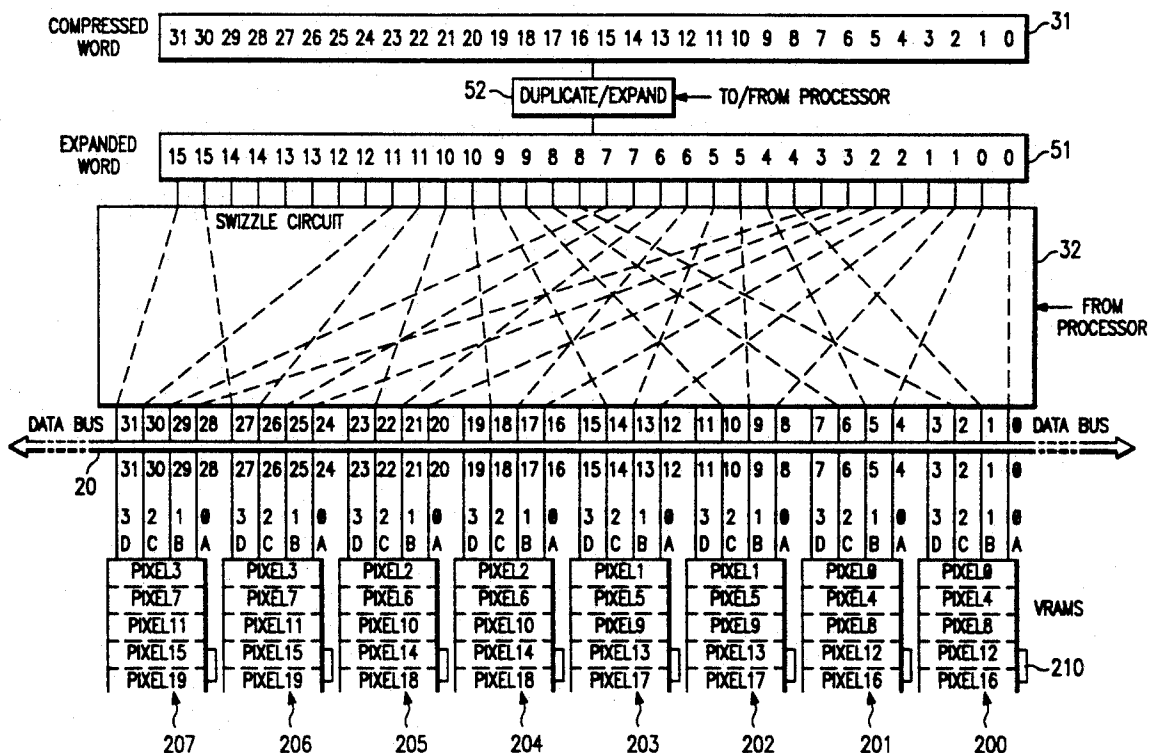 31
COMPRESSED WORD
31 30 29 28 27 26 25 24 23 22 21 20 19 18 17 16 15 14 13 12 11 10 9 8 7 6 5 4 3 2 1 0
52 DUPLICATE/EXPAND TO/FROM PROCESSOR
EXPANDED WORD
15 15 14 14 13 13 12 12 11 11 10 10 9 9 8 8 7 7 6 6 5 5 4 4 3 3 2 2 1 1 0 0
51
SWIZZLE CIRCUIT
32
FROM PROCESSOR
DATA BUS 31 30 29 28 27 26 25 24 23 22 21 20 19 18 17 16 15 14 13 12 11 10 9 8 7 6 5 4 3 2 1 0 DATA BUS
20
31 30 29 28 27 26 25 24 23 22 21 20 19 18 17 16 15 14 13 12 11 10 9 8 7 6 5 4 3 2 1 0
3 2 1 0 3 2 1 0 3 2 1 0 3 2 1 0 3 2 1 0 3 2 1 0 3 2 1 0 3 2 1 0
D C B A D C B A D C B A D C B A D C B A D C B A D C B A D C B A
PIXEL3 PIXEL3 PIXEL2 PIXEL2 PIXEL1 PIXEL1 PIXEL0 PIXEL0
PIXEL7 PIXEL7 PIXEL6 PIXEL6 PIXEL5 PIXEL5 PIXEL4 PIXEL4 VRAMS
PIXEL11 PIXEL11 PIXEL10 PIXEL10 PIXEL9 PIXEL9 PIXEL8 PIXEL8
PIXEL15 PIXEL15 PIXEL14 PIXEL14 PIXEL13 PIXEL13 PIXEL12 PIXEL12 210
PIXEL19 PIXEL19 PIXEL18 PIXEL18 PIXEL17 PIXEL17 PIXEL16 PIXEL16
207 206 205 204 203 202 201 200